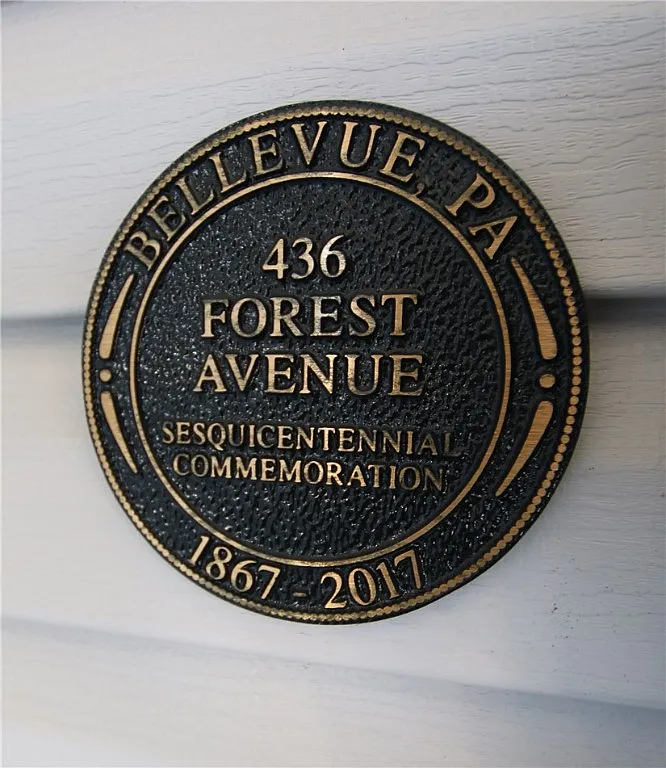 BELLEVUE, PA
436
FOREST
AVENUE
SESQUICENTENNIAL
COMMEMORATION
1867 - 2017